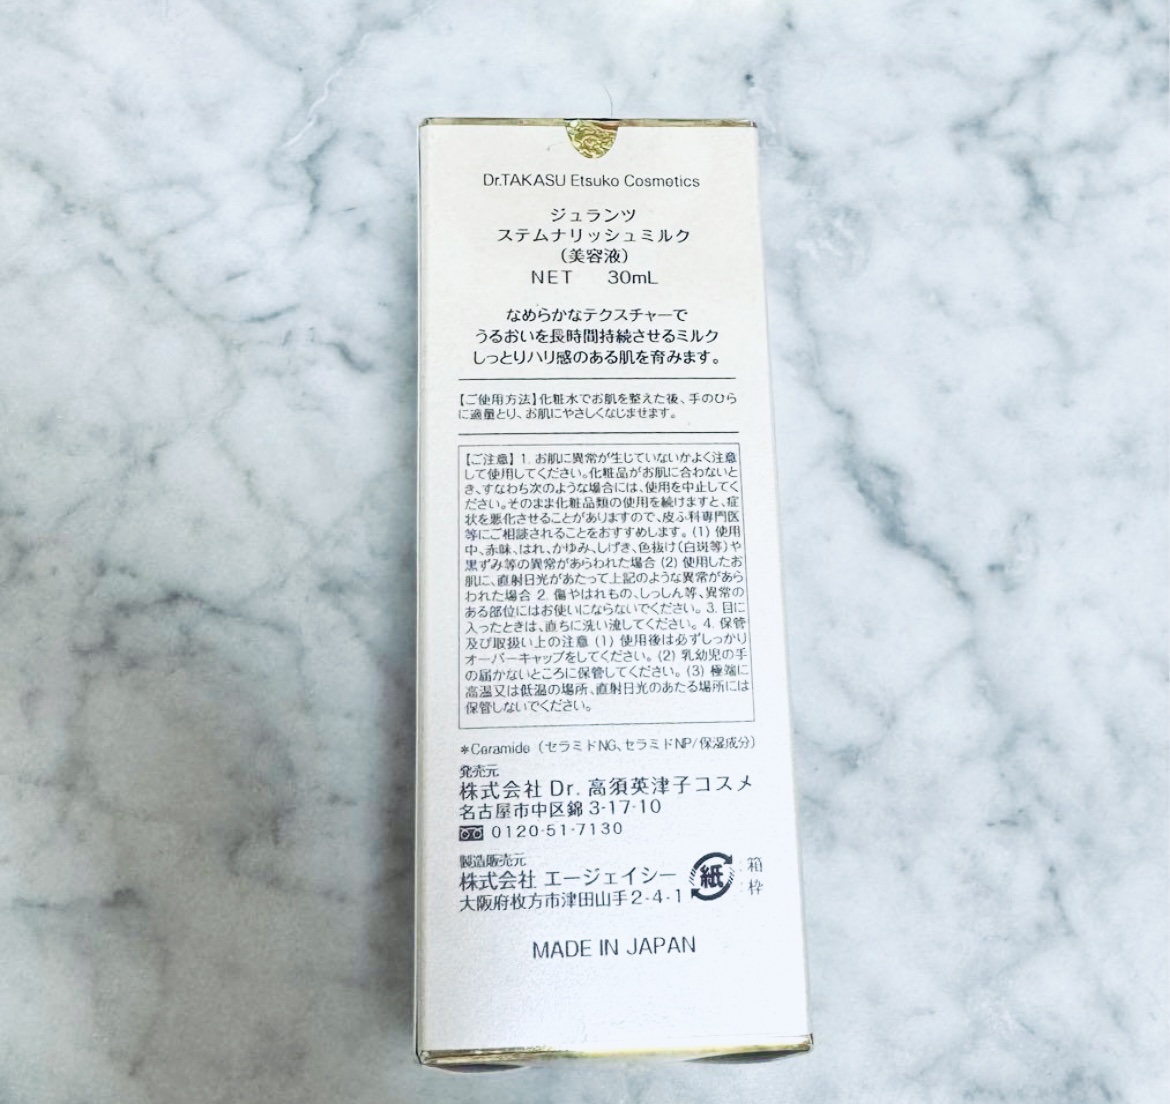 Dr.TAKASU Etsuko Cosmetics
ジュランツ
ステムナリッシュミルク
（美容液）
NET 30mL
なめらかなテクスチャーで
うるおいを長時間持続させるミルク
しっとりハリ感のある肌を育みます。
【ご使用方法】化粧水でお肌を整えた後、手のひら
に適量とり、お肌にやさしくなじませます。
【ご注意】1. お肌に異常が生じていないかよく注意
して使用してください。化粧品がお肌に合わないと
き、すなわち次のような場合には、使用を中止してく
ださい。そのまま化粧品類の使用を続けますと、症
状を悪化させることがありますので、皮ふ科専門医
等にご相談されることをおすすめします。(1) 使用
中、赤味、はれ、かゆみ、しげき、色抜け(白斑等)や
黒ずみ等の異常があらわれた場合 (2) 使用したお
肌に、直射日光があたって上記のような異常があら
われた場合 2. 傷やはれもの、しっしん等、異常の
ある部位にはお使いにならないでください。3. 目に
入ったときは、直ちに洗い流してください。4. 保管
及び取扱い上の注意 (1) 使用後は必ずしっかり
オーバーキャップをしてください。(2) 乳幼児の手
の届かないところに保管してください。(3) 極端に
高温又は低温の場所、直射日光のあたる場所には
保管しないでください。
*Ceramide（セラミドNG、セラミドNP/保湿成分）
発売元
株式会社 Dr. 高須英津子コスメ
名古屋市中区錦 3-17-10
0120-51-7130
製造販売元
株式会社 エージェイシー
大阪府枚方市津田山手2-4-1
紙
箱
枠
MADE IN JAPAN